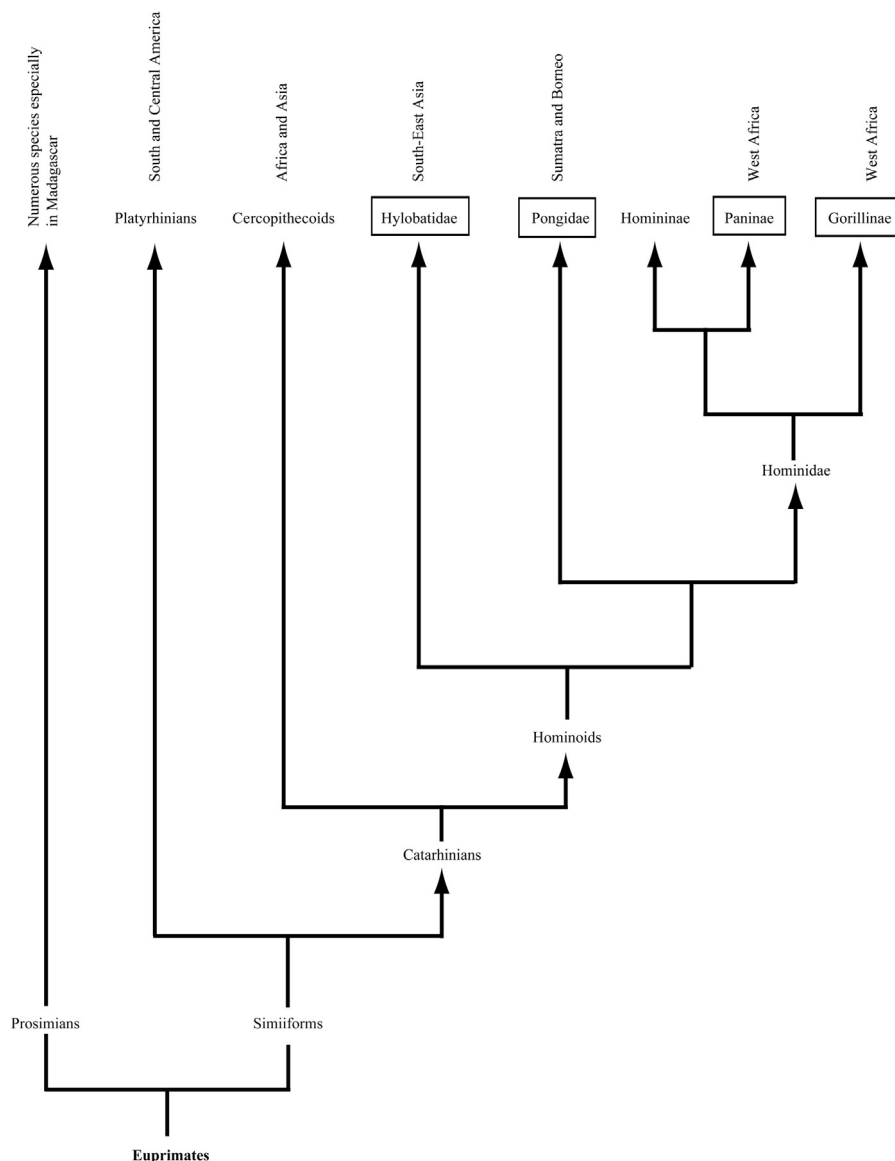 Numerous species especially
in Madagascar
South and Central America
Africa and Asia
South-East Asia
Sumatra and Borneo
West Africa
West Africa
Platyrhinians
Cercopithecoids
Hylobatidae
Pongidae
Homininae
Paninae
Gorillinae
Hominidae
Hominoids
Catarhinians
Prosimians
Simiiforms
Euprimates